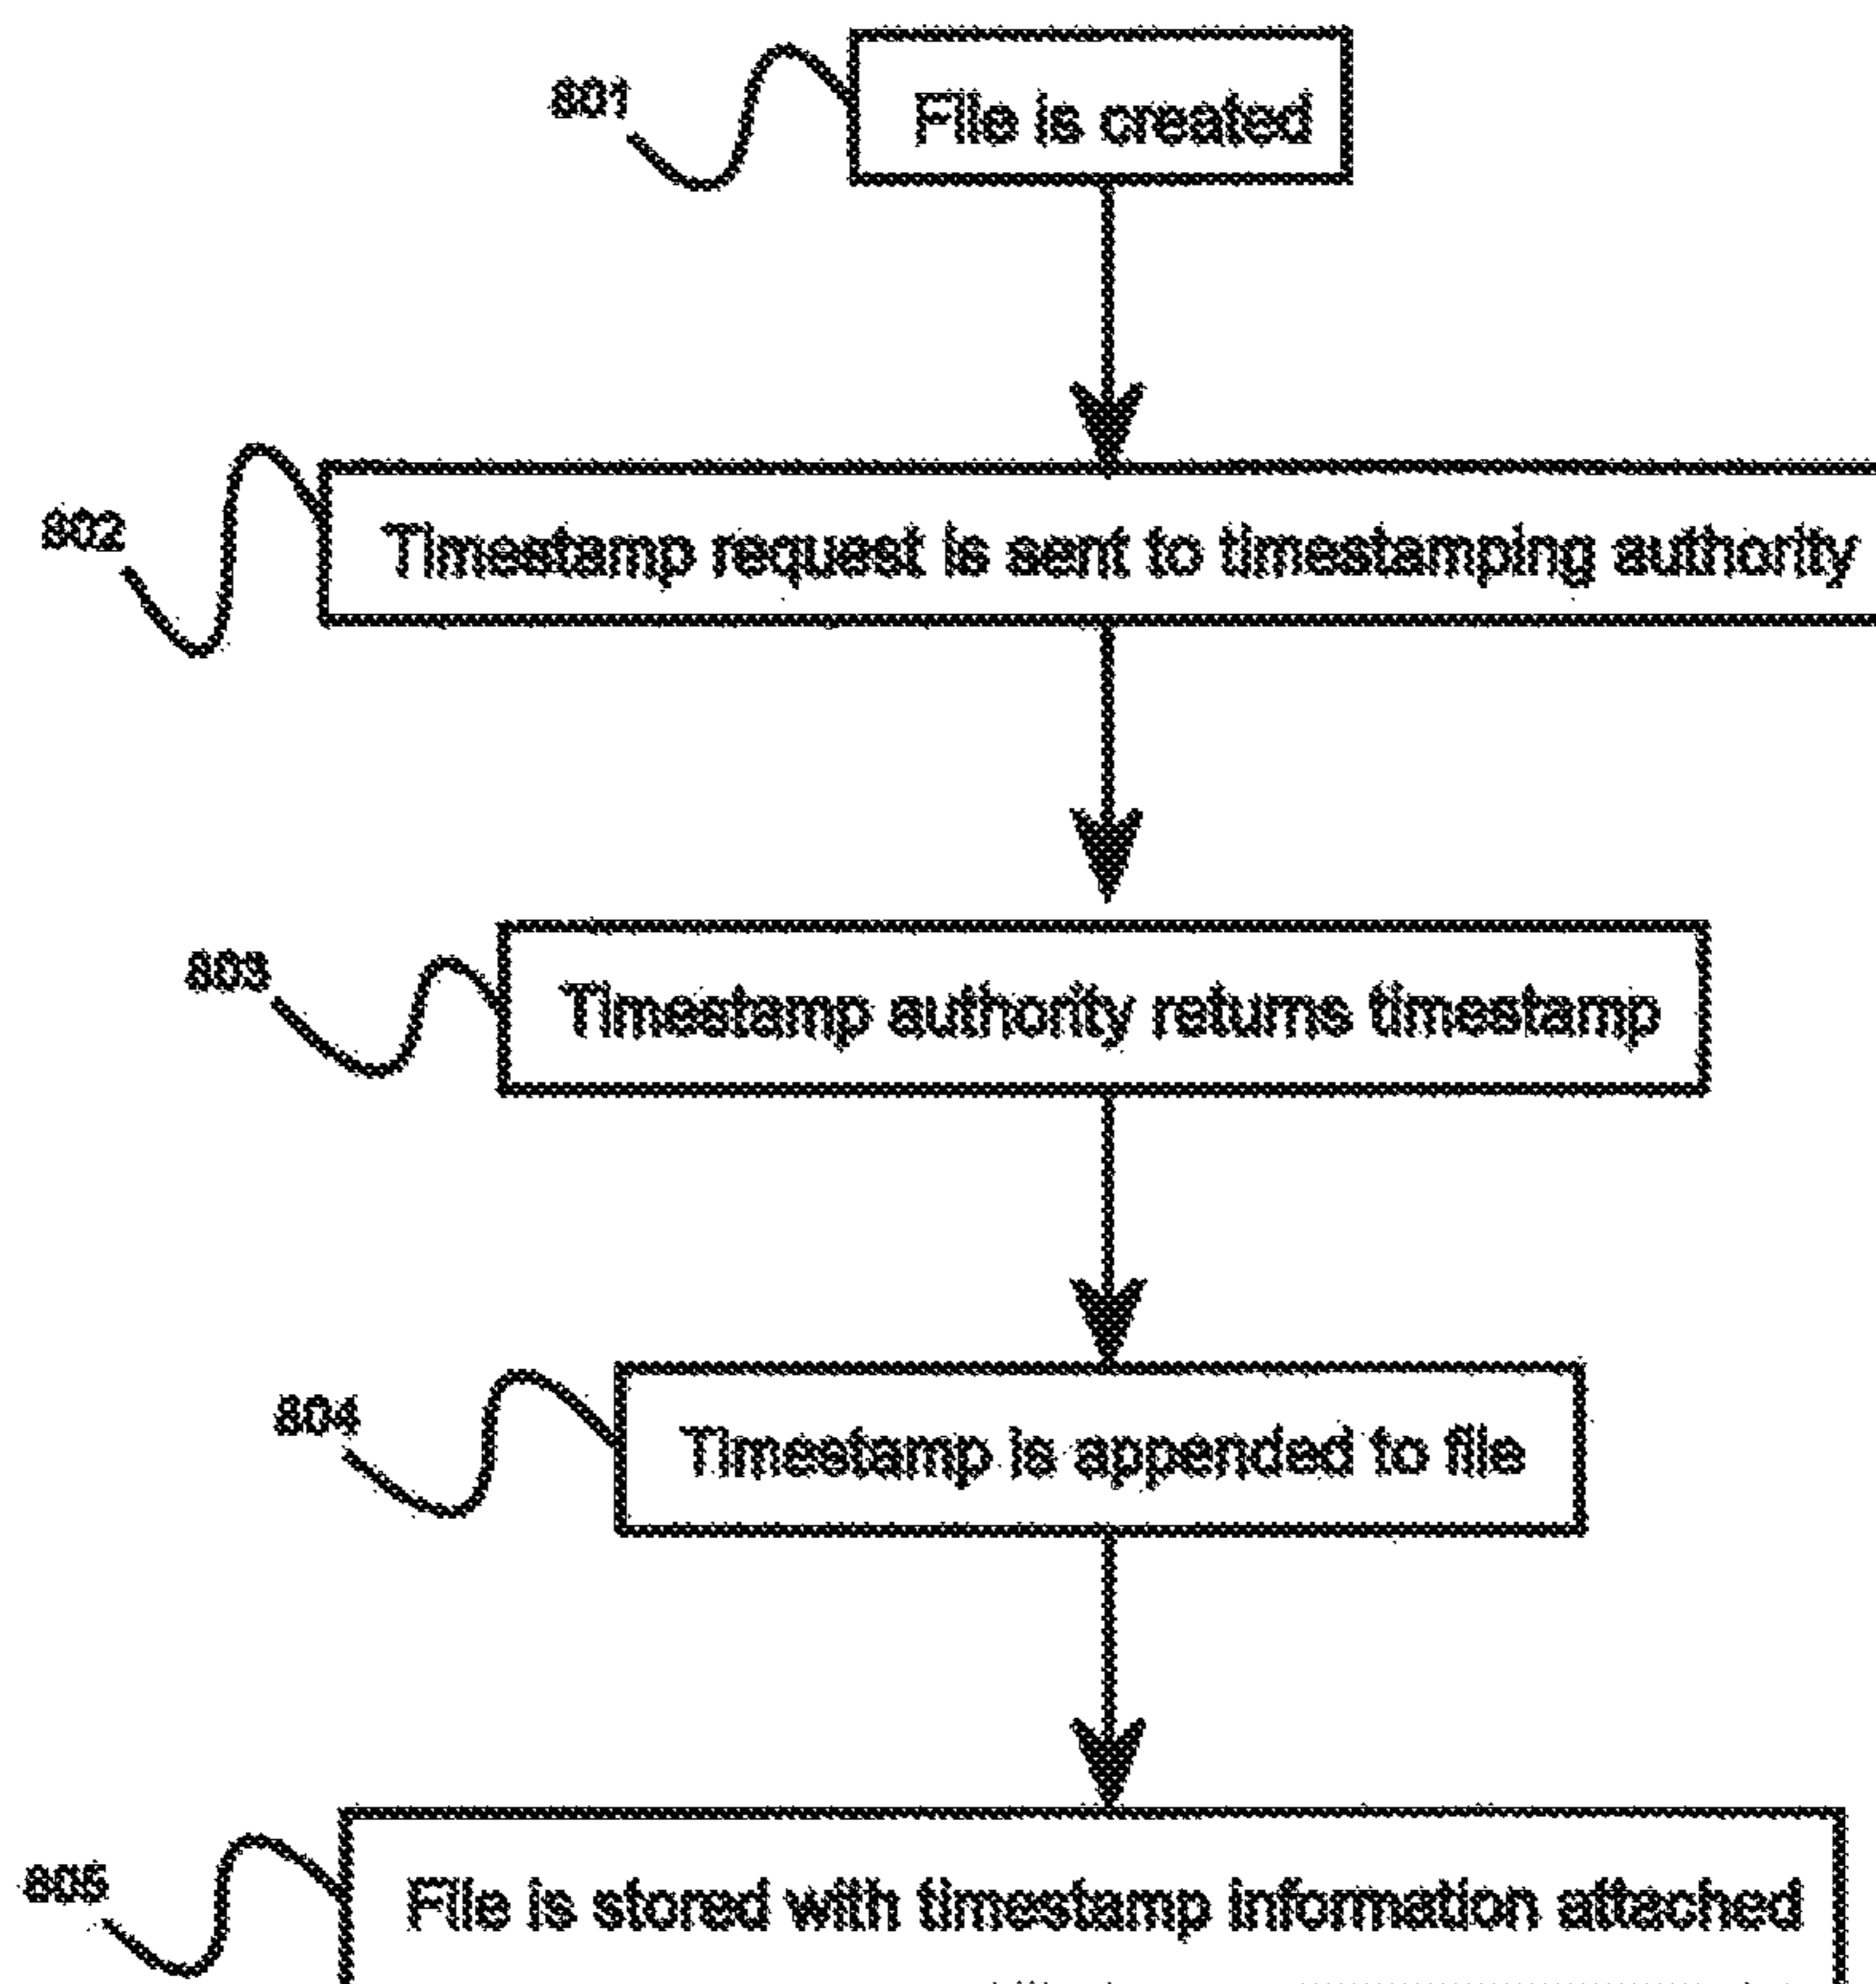 801
File is created
802
Timestamp request is sent to timestamping authority
803
Timestamp authority returns timestamp
804
Timestamp is appended to file
805
File is stored with timestamp information attached